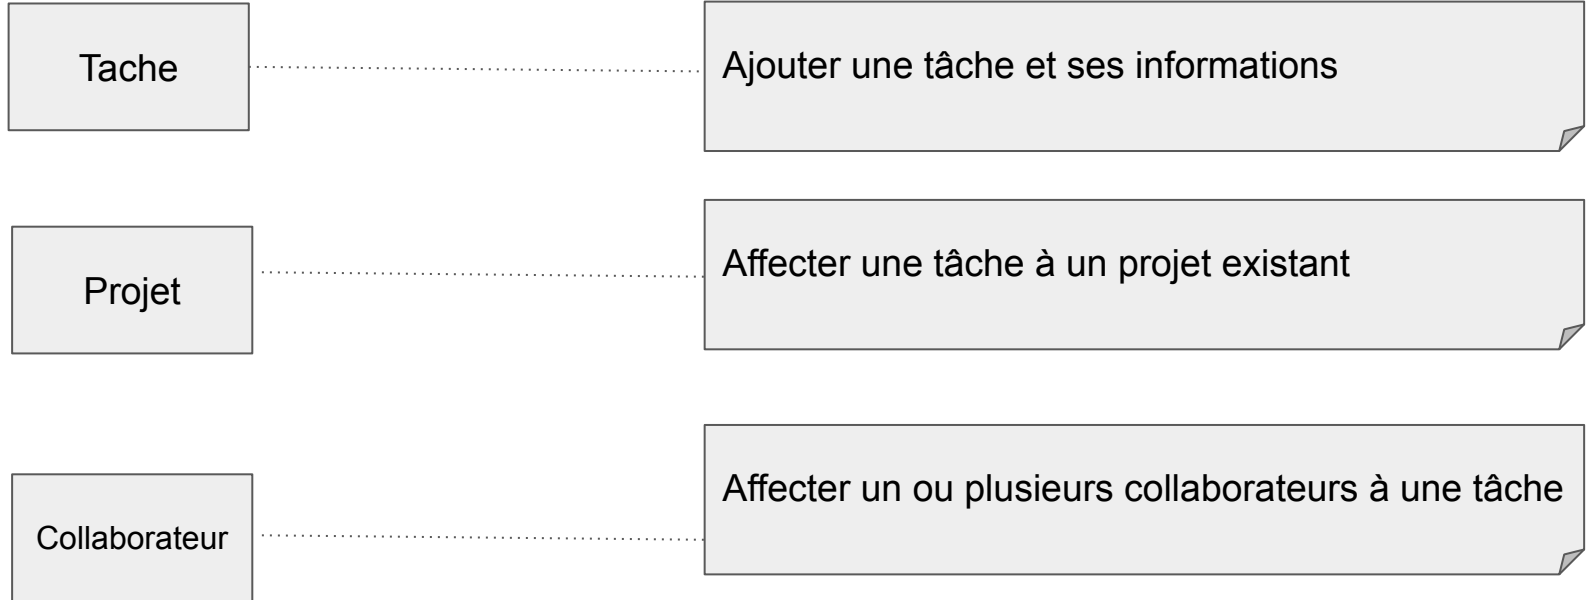 Tache
Ajouter une tâche et ses informations
Projet
Affecter une tâche à un projet existant
Collaborateur
Affecter un ou plusieurs collaborateurs à une tâche